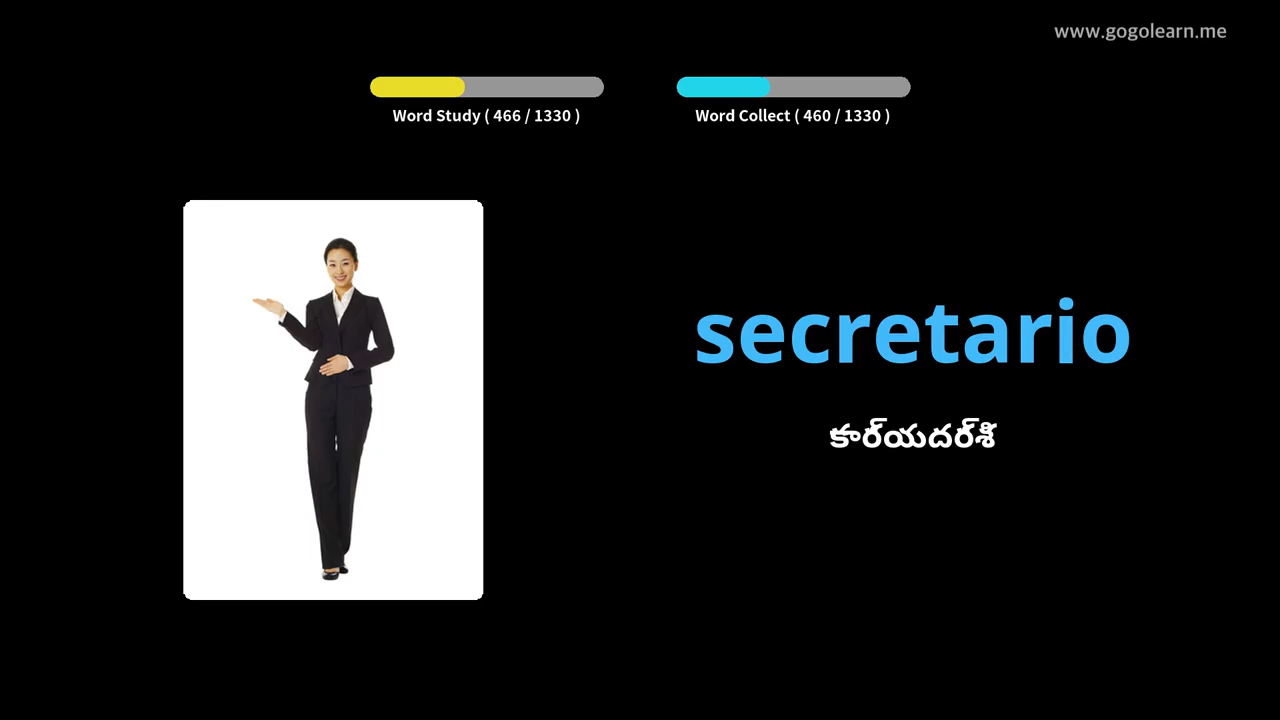 www.gogolearn.me
Word Study ( 466 / 1330 )
Word Collect ( 460 / 1330 )
secretario
కార్యదర్శి